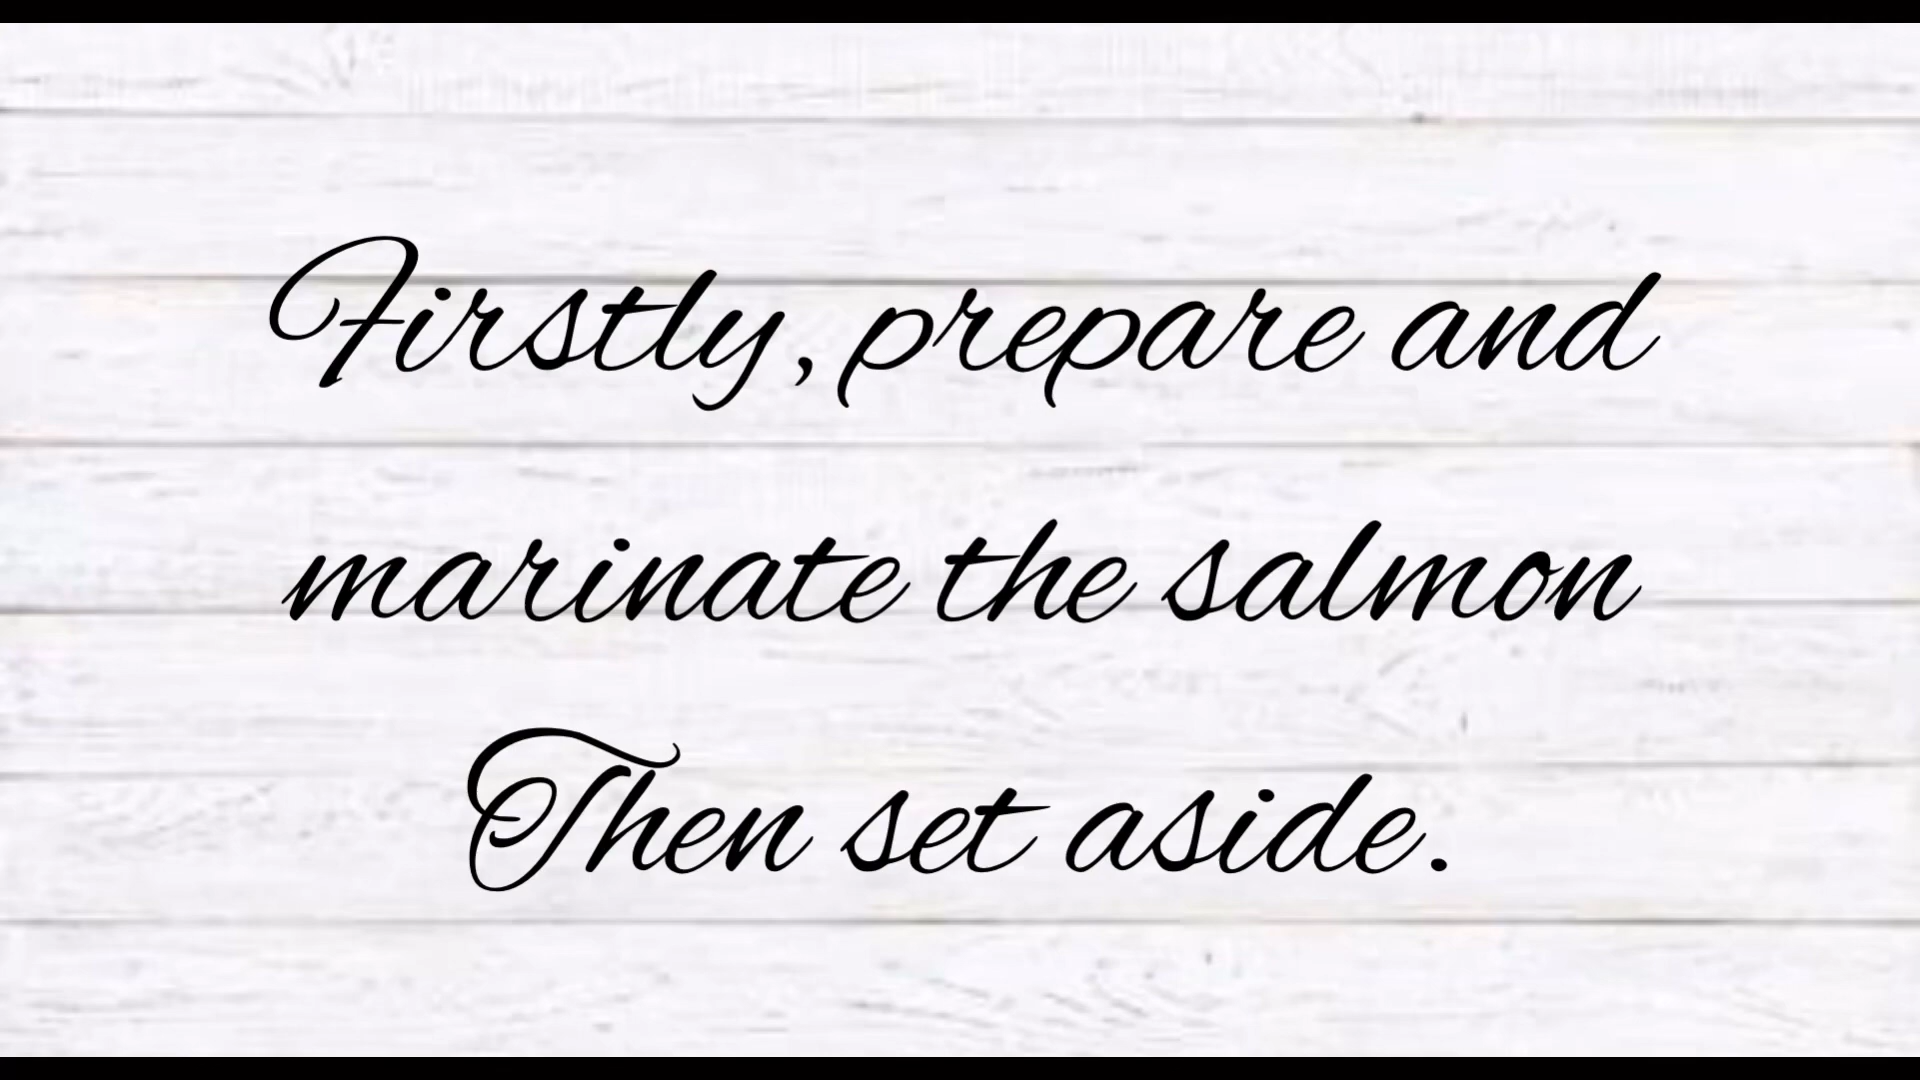 Firstly, prepare and
marinate the salmon
Then set aside.